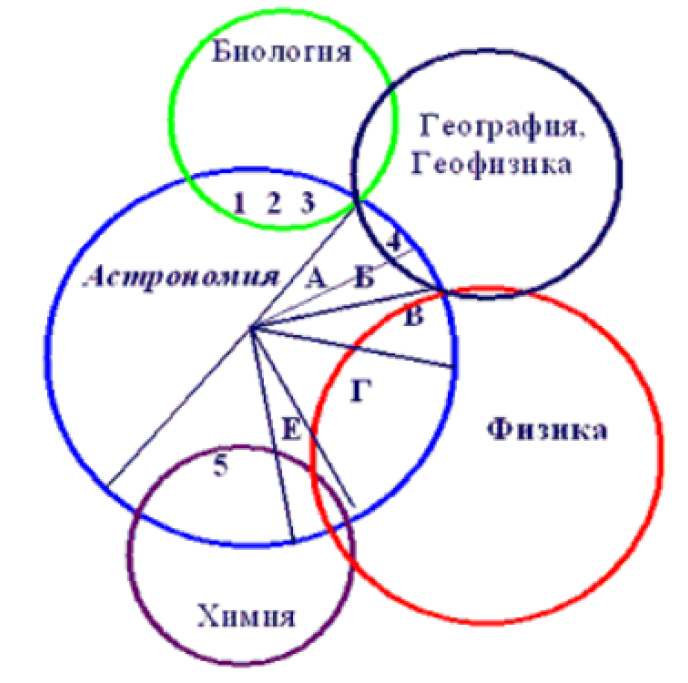 Биология
География,
Геофизика
1 2 3
4
Астрономия
А
Б
В
Г
Физика
Е
5
Химия